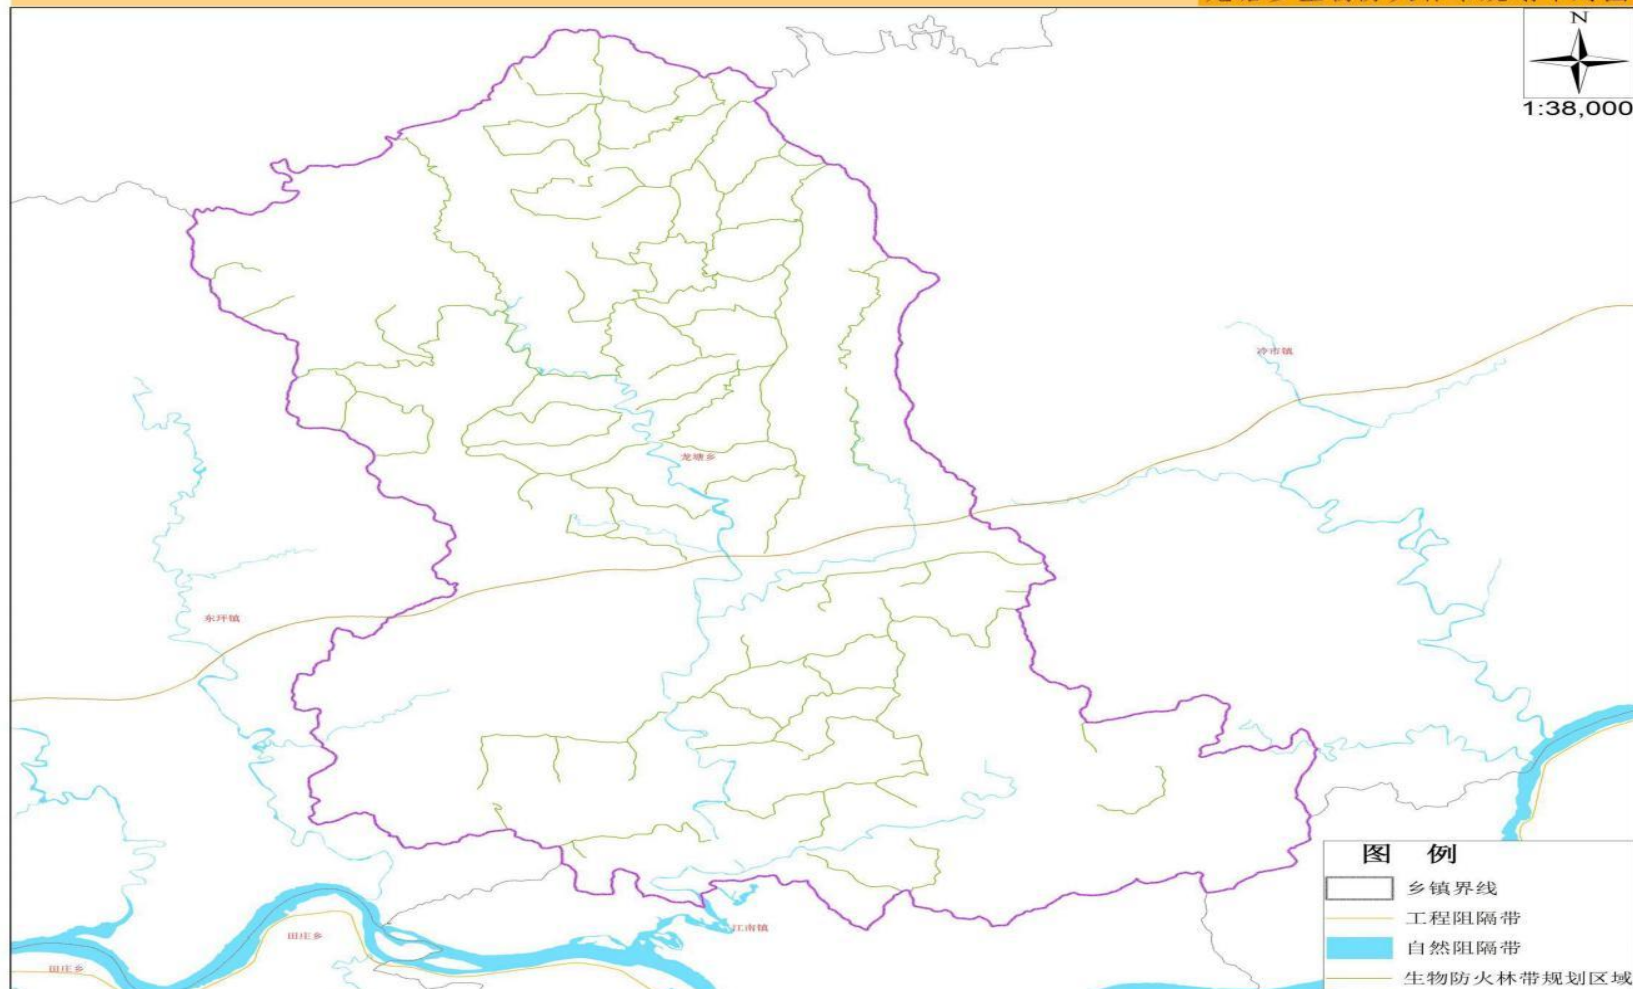 N
1:38,000
冷市镇
龙塘乡
东坪镇
江南镇
田庄乡
田庄乡
图 例
乡镇界线
工程阻隔带
自然阻隔带
生物防火林带规划区域